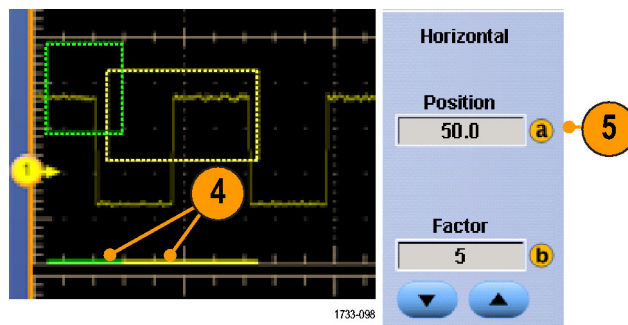 1
4
Horizontal
Position
50.0 a
5
Factor
5 b
1733-098